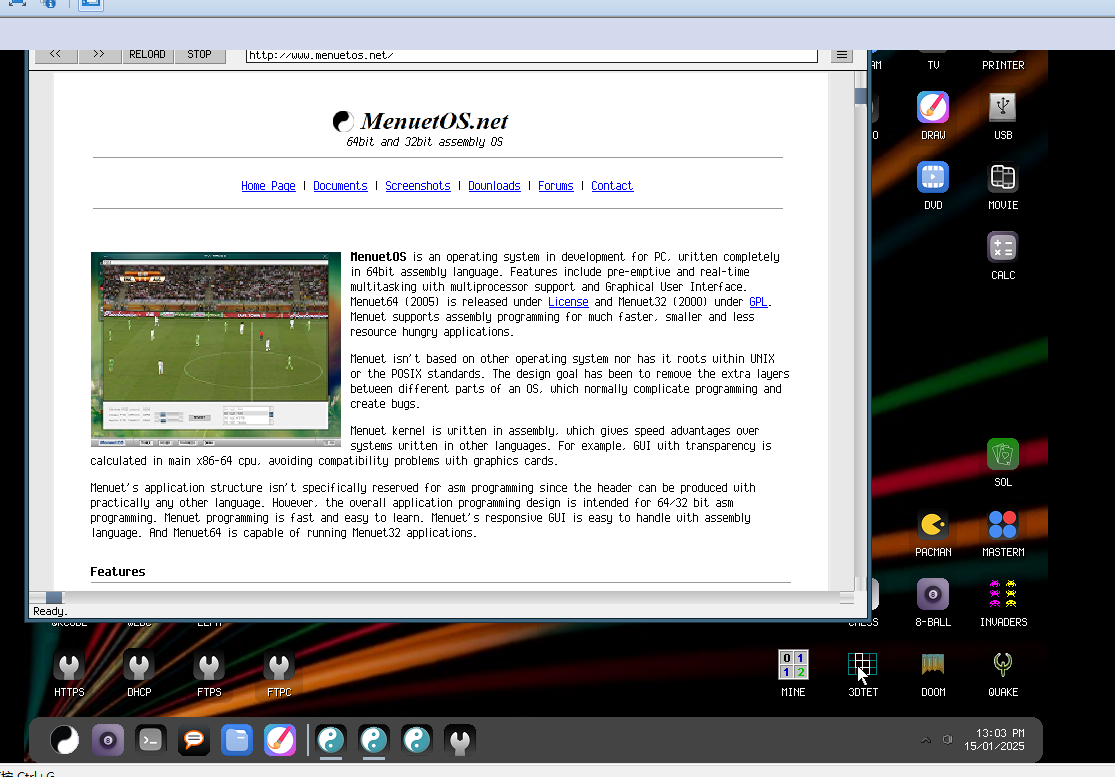 << >> RELOAD STOP http://www.menuetos.net/
TV PRINTER
MenuetOS.net
64bit and 32bit assembly OS
DRAW USB
Home Page | Documents | Screenshots | Downloads | Forums | Contact
DVD MOVIE
CALC
MenuetOS is an operating system in development for PC, written completely
in 64bit assembly language. Features include pre-emptive and real-time
multitasking with multiprocessor support and Graphical User Interface.
Menuet64 (2005) is released under License and Menuet32 (2000) under GPL.
Menuet supports assembly programming for much faster, smaller and less
resource hungry applications.
Menuet isn't based on other operating system nor has it roots within UNIX
or the POSIX standards. The design goal has been to remove the extra layers
between different parts of an OS, which normally complicate programming and
create bugs.
Menuet kernel is written in assembly, which gives speed advantages over
systems written in other languages. For example, GUI with transparency is
calculated in main x86-64 cpu, avoiding compatibility problems with graphics cards.
Menuet's application structure isn't specifically reserved for asm programming since the header can be produced with
practically any other language. However, the overall application programming design is intended for 64/32 bit asm
programming. Menuet programming is fast and easy to learn. Menuet's responsive GUI is easy to handle with assembly
language. And Menuet64 is capable of running Menuet32 applications.
Features
SOL
PACMAN MASTERM
Ready.
8-BALL INVADERS
0 1
1 2
HTTPS DHCP FTPS FTPC MINE 3DTET DOOM QUAKE
13:03 PM
15/01/2025